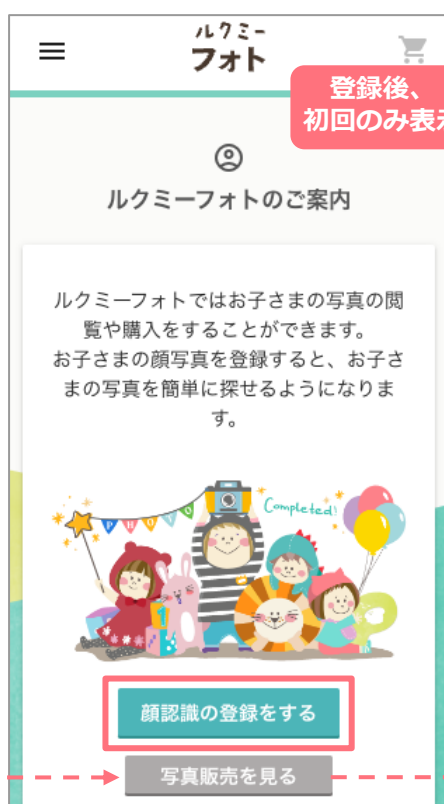 ルクミー
フォト
登録後、
初回のみ表示
ルクミーフォトのご案内
ルクミーフォトではお子さまの写真の閲
覧や購入をすることができます。
お子さまの顔写真を登録すると、お子さ
まの写真を簡単に探せるようになりま
す。
PHOTO
Completed!
顔認識の登録をする
写真販売を見る